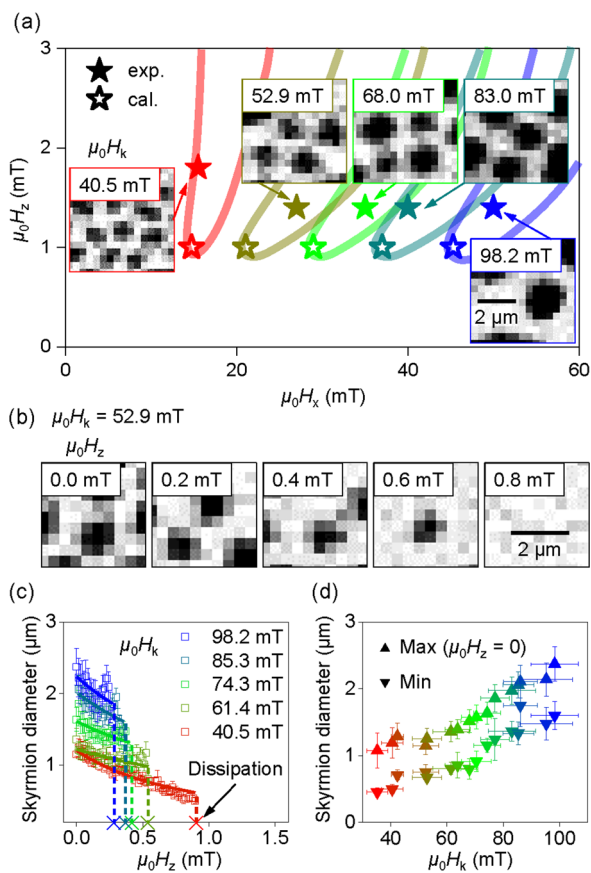 (a)
3
2
1
0
μ₀Hz (mT)
exp.
cal.
μ₀Hk
40.5 mT
52.9 mT
68.0 mT
83.0 mT
98.2 mT
2 μm
0 20 40 60
μ₀Hx (mT)
(b) μ₀Hk = 52.9 mT
μ₀Hz
0.0 mT 0.2 mT 0.4 mT 0.6 mT 0.8 mT
2 μm
(c)
Skyrmion diameter (μm)
3
2
1
μ₀Hk
98.2 mT
85.3 mT
74.3 mT
61.4 mT
40.5 mT
Dissipation
0.0 0.5 1.0 1.5
μ₀Hz (mT)
(d)
Skyrmion diameter (μm)
3
2
1
0
Max (μ₀Hz = 0)
Min
40 60 80 100
μ₀Hk (mT)